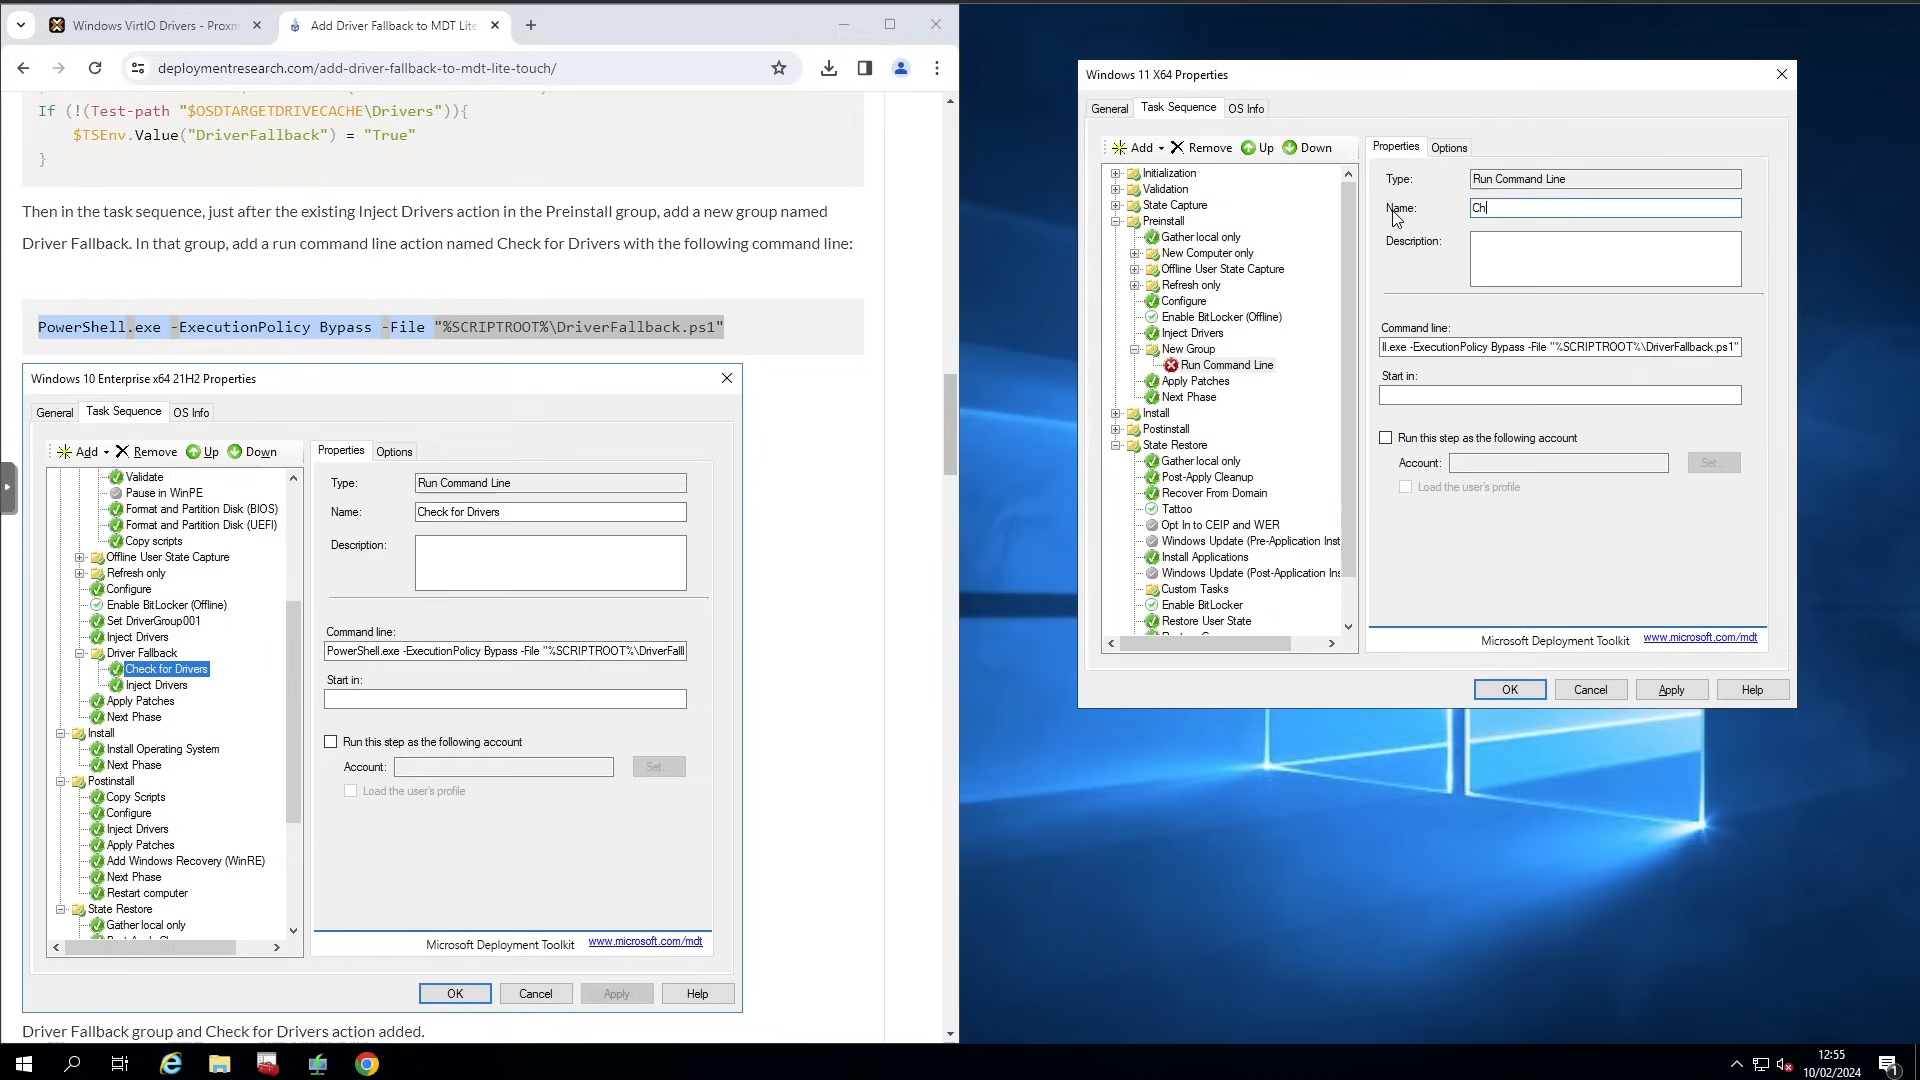 Windows VirtIO Drivers - Proxm
Add Driver Fallback to MDT Lite
deploymentresearch.com/add-driver-fallback-to-mdt-lite-touch/
If (!(Test-path "$OSDTARGETDRIVECACHE\Drivers")){
$TSEnv.Value("DriverFallback") = "True"
}
Then in the task sequence, just after the existing Inject Drivers action in the Preinstall group, add a new group named
Driver Fallback. In that group, add a run command line action named Check for Drivers with the following command line:
PowerShell.exe -ExecutionPolicy Bypass -File "%SCRIPTROOT%\DriverFallback.ps1"
Windows 10 Enterprise x64 21H2 Properties
General Task Sequence OS Info
Add Remove Up Down
Validate
Pause in WinPE
Format and Partition Disk (BIOS)
Format and Partition Disk (UEFI)
Copy scripts
Offline User State Capture
Refresh only
Configure
Enable BitLocker (Offline)
Set DriverGroup001
Inject Drivers
Driver Fallback
Check for Drivers
Inject Drivers
Apply Patches
Next Phase
Install
Install Operating System
Next Phase
Postinstall
Copy Scripts
Configure
Inject Drivers
Apply Patches
Add Windows Recovery (WinRE)
Next Phase
Restart computer
State Restore
Gather local only
Properties Options
Type: Run Command Line
Name: Check for Drivers
Description:
Command line:
PowerShell.exe -ExecutionPolicy Bypass -File "%SCRIPTROOT%\DriverFalll
Start in:
Run this step as the following account
Account: Set...
Load the user's profile
Microsoft Deployment Toolkit www.microsoft.com/mdt
OK Cancel Apply Help
Driver Fallback group and Check for Drivers action added.
Windows 11 X64 Properties
General Task Sequence OS Info
Add Remove Up Down
Initialization
Validation
State Capture
Preinstall
Gather local only
New Computer only
Offline User State Capture
Refresh only
Configure
Enable BitLocker (Offline)
Inject Drivers
New Group
Run Command Line
Apply Patches
Next Phase
Install
Postinstall
State Restore
Gather local only
Post-Apply Cleanup
Recover From Domain
Tattoo
Opt In to CEIP and WER
Windows Update (Pre-Application Inst
Install Applications
Windows Update (Post-Application Ins
Custom Tasks
Enable BitLocker
Restore User State
Properties Options
Type: Run Command Line
Name: Ch
Description:
Command line:
ll.exe -ExecutionPolicy Bypass -File "%SCRIPTROOT%\DriverFallback.ps1"
Start in:
Run this step as the following account
Account: Set...
Load the user's profile
Microsoft Deployment Toolkit www.microsoft.com/mdt
OK Cancel Apply Help
12:55
10/02/2024
1